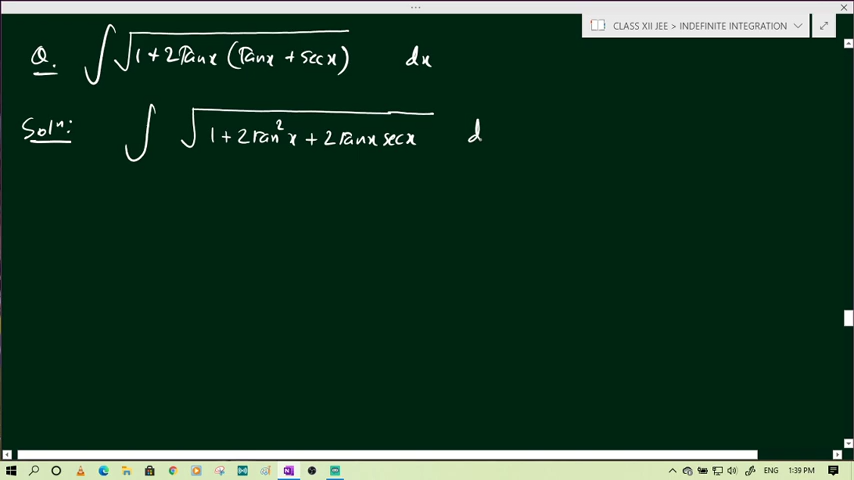 ...
CLASS XII JEE > INDEFINITE INTEGRATION
Q. ∫ √(1 + 2Tanx (Tanx + secx)) dx
Solⁿ: ∫ √(1 + 2Tan²x + 2Tanx secx) d
ENG 1:39 PM